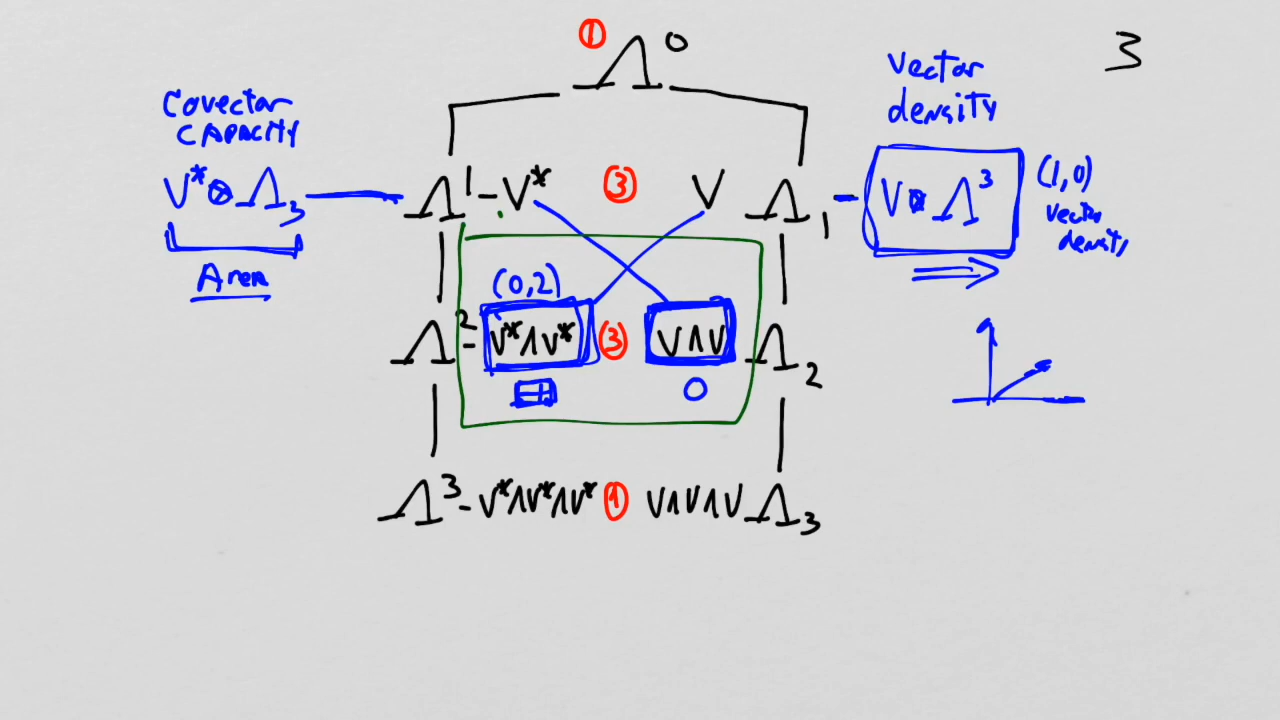 ① Λ⁰
3
Covector
CAPACITY
Vector
density
V*⊗Λ₃
Λ¹ - V* ③ V Λ₁
V⊗Λ³
(1,0)
vector
density
Area
(0,2)
Λ² = V*∧V* ③ V∧V Λ₂
Λ³ - V*∧V*∧V* ① V∧V∧V Λ₃